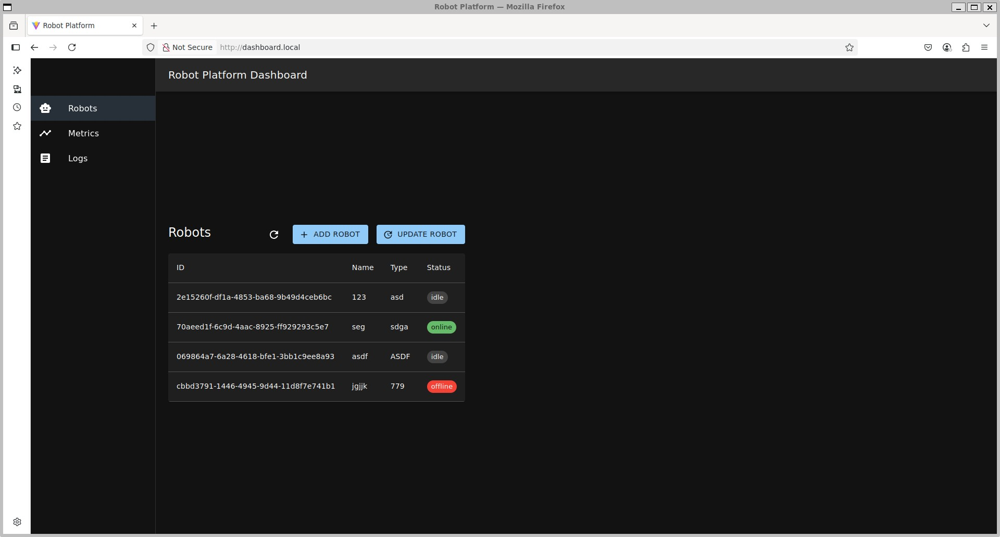 Robot Platform — Mozilla Firefox
Robot Platform
Not Secure http://dashboard.local
Robot Platform Dashboard
Robots
Metrics
Logs
Robots ADD ROBOT UPDATE ROBOT
ID Name Type Status
2e15260f-df1a-4853-ba68-9b49d4ceb6bc 123 asd idle
70aeed1f-6c9d-4aac-8925-ff929293c5e7 seg sdga online
069864a7-6a28-4618-bfe1-3bb1c9ee8a93 asdf ASDF idle
cbbd3791-1446-4945-9d44-11d8f7e741b1 jgjjk 779 offline